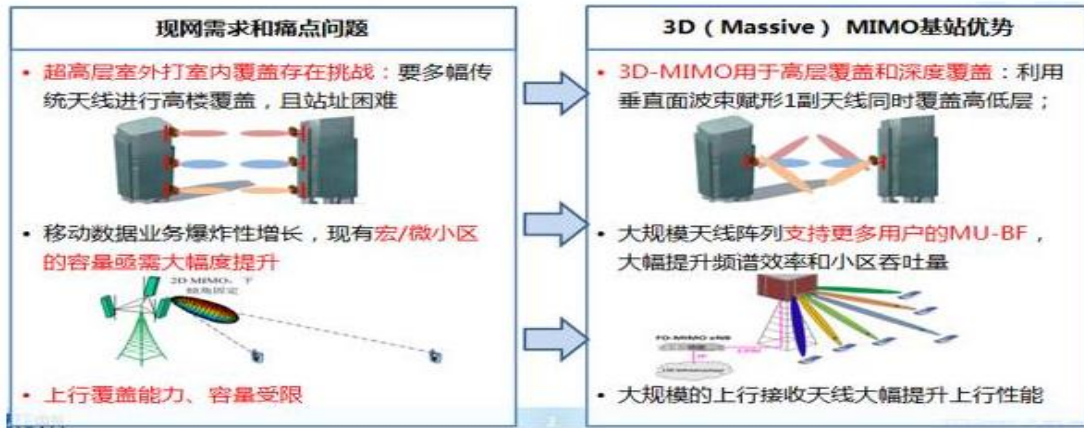 现网需求和痛点问题
• 超高层室外打室内覆盖存在挑战：要多幅传
统天线进行高楼覆盖，且站址困难
• 移动数据业务爆炸性增长，现有宏/微小区
的容量亟需大幅度提升
2D MIMO：下
倾角固定
• 上行覆盖能力、容量受限
3D（Massive） MIMO基站优势
• 3D-MIMO用于高层覆盖和深度覆盖：利用
垂直面波束赋形1副天线同时覆盖高低层；
• 大规模天线阵列支持更多用户的MU-BF，
大幅提升频谱效率和小区吞吐量
FD-MIMO eNB
• 大规模的上行接收天线大幅提升上行性能